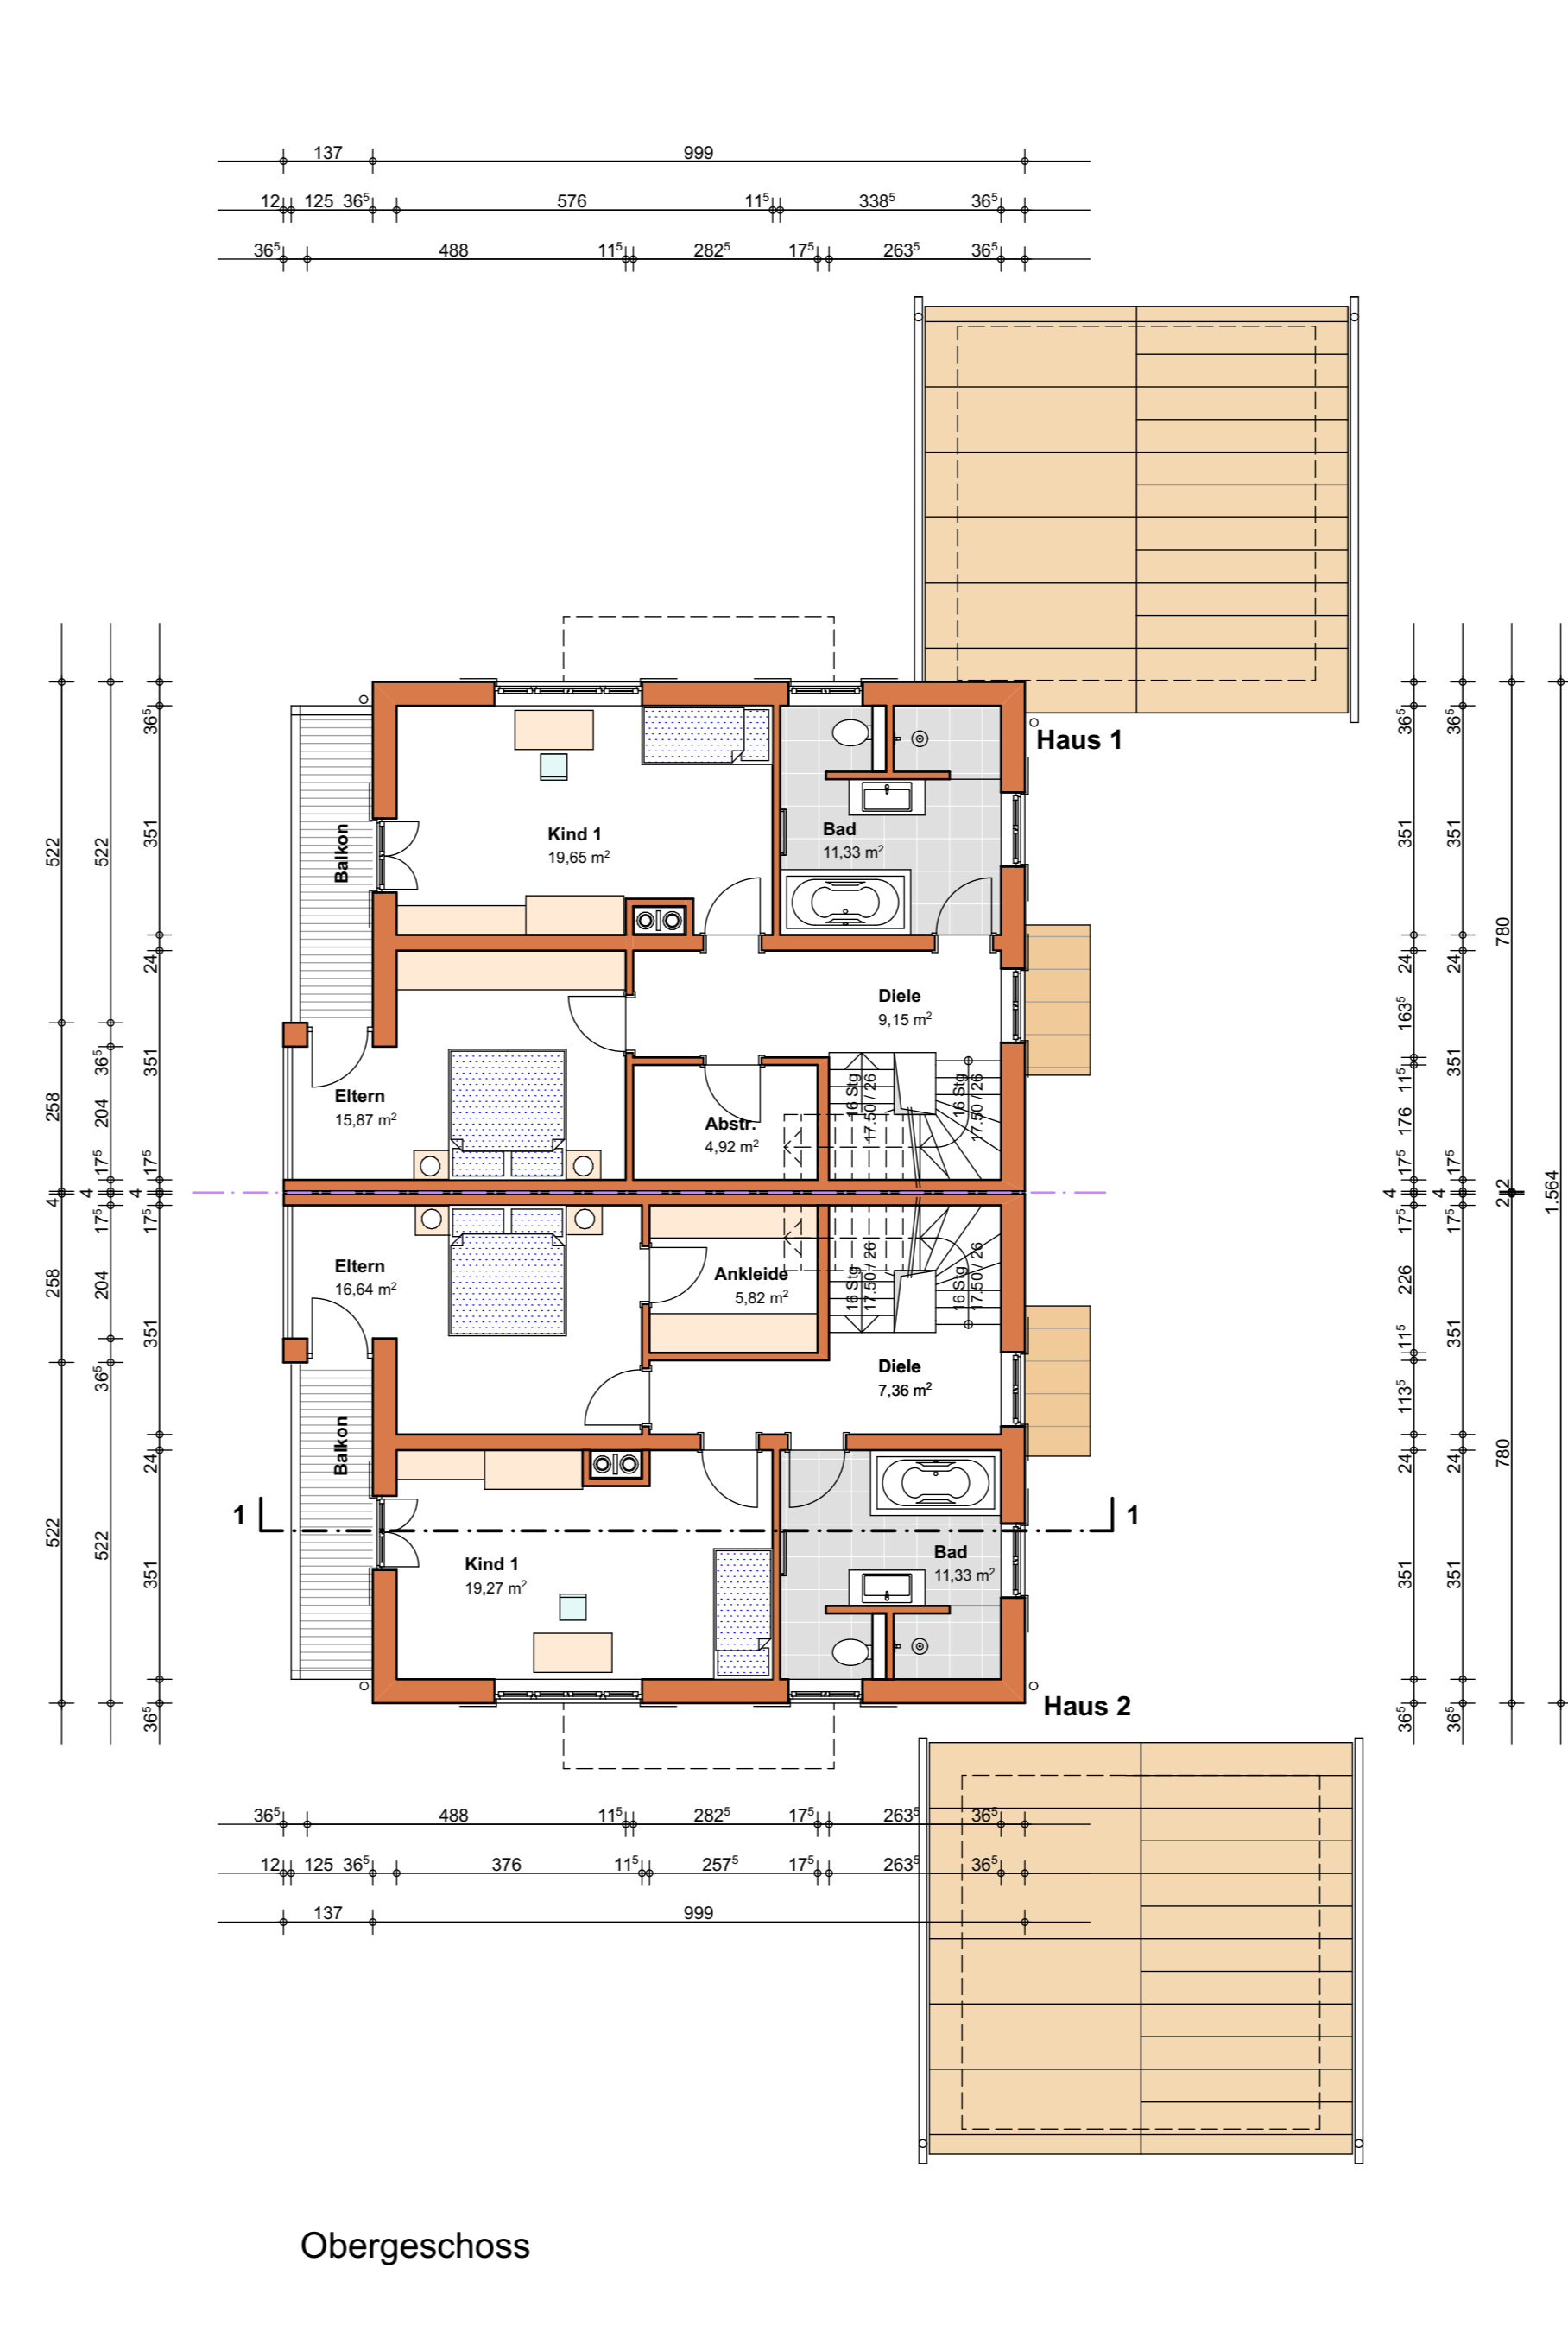 137 999
12 125 36⁵ 576 11⁵ 338⁵ 36⁵
36⁵ 488 11⁵ 282⁵ 17⁵ 263⁵ 36⁵
Haus 1
Kind 1
19,65 m²
Bad
11,33 m²
Balkon
Diele
9,15 m²
Eltern
15,87 m²
Abstr.
4,92 m²
16 Stg
17.50 / 26
16 Stg
17.50 / 26
522
258
4
258
522
522
36⁵
204
17⁵
4
17⁵
204
36⁵
522
36⁵
351
24
351
17⁵
4
17⁵
351
24
351
36⁵
36⁵
351
24
163⁵
11⁵
176
17⁵
4
17⁵
226
11⁵
113⁵
24
351
36⁵
36⁵
351
24
351
17⁵
4
17⁵
351
24
351
36⁵
780
2
2
780
1.564
Eltern
16,64 m²
Ankleide
5,82 m²
16 Stg
17.50 / 26
16 Stg
17.50 / 26
Diele
7,36 m²
Balkon
1 1
Kind 1
19,27 m²
Bad
11,33 m²
Haus 2
36⁵ 488 11⁵ 282⁵ 17⁵ 263⁵ 36⁵
12 125 36⁵ 376 11⁵ 257⁵ 17⁵ 263⁵ 36⁵
137 999
Obergeschoss